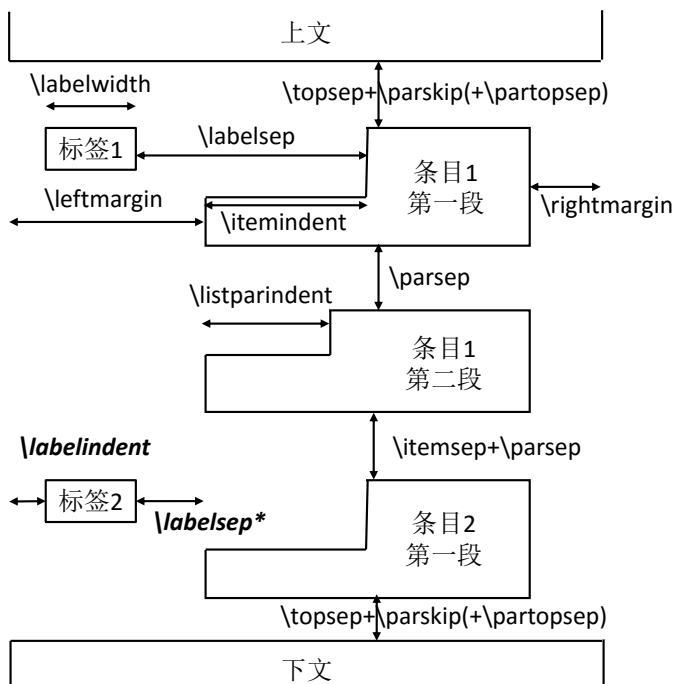 上文
\labelwidth
\topsep+\parskip(+\partopsep)
标签1
\labelsep
条目1
第一段
\leftmargin
\itemindent
\rightmargin
\parsep
\listparindent
条目1
第二段
\labelindent
\itemsep+\parsep
标签2
\labelsep*
条目2
第一段
\topsep+\parskip(+\partopsep)
下文